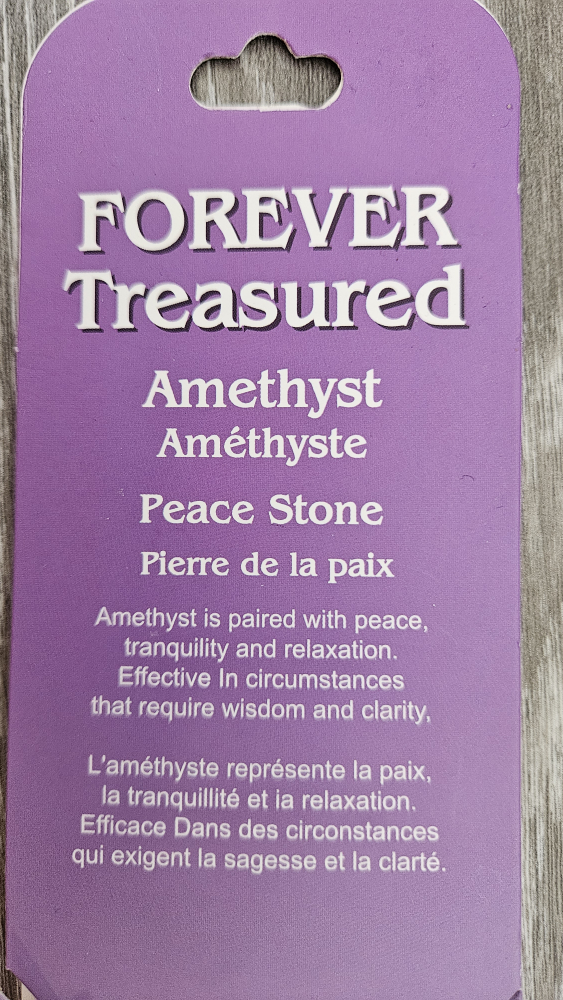 FOREVER
Treasured
Amethyst
Améthyste
Peace Stone
Pierre de la paix
Amethyst is paired with peace,
tranquility and relaxation.
Effective In circumstances
that require wisdom and clarity,
L'améthyste représente la paix,
la tranquillité et ia relaxation.
Efficace Dans des circonstances
qui exigent la sagesse et la clarté.